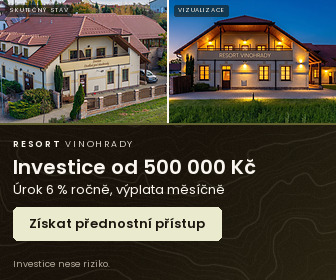 SKUTEČNÝ STAV
VIZUALIZACE
RESORT VINOHRADY
RESORT VINOHRADY
Investice od 500 000 Kč
Úrok 6 % ročně, výplata měsíčně
Získat přednostní přístup
Investice nese riziko.